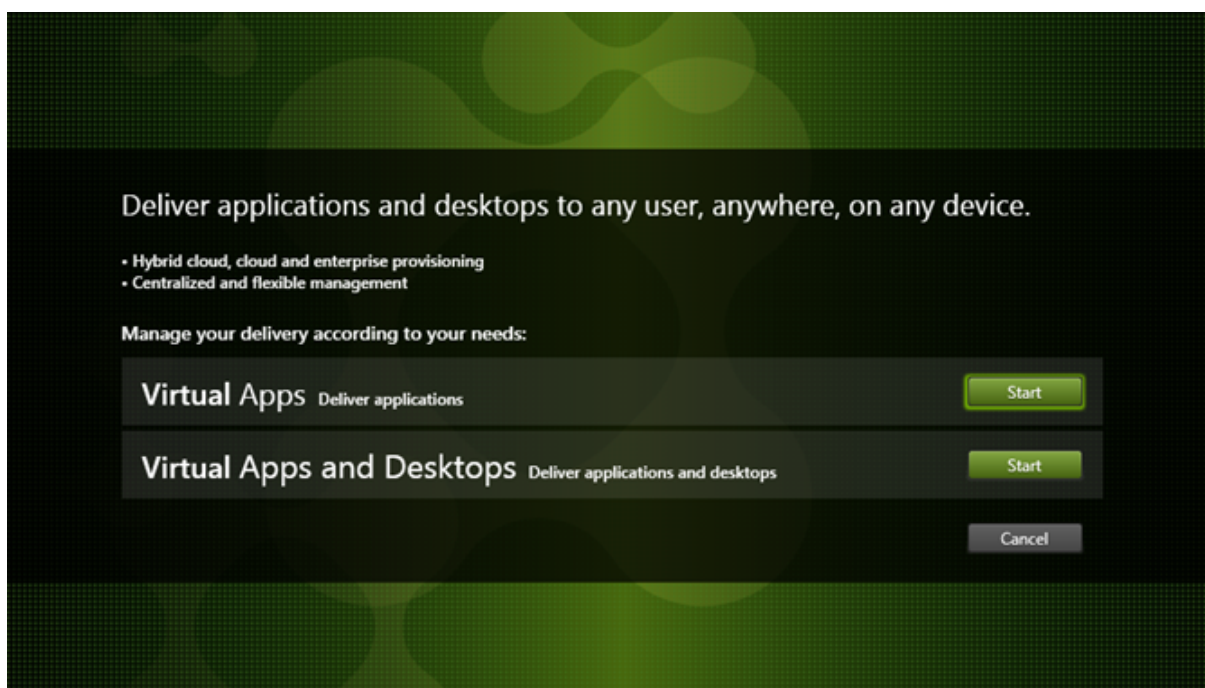 Deliver applications and desktops to any user, anywhere, on any device.
• Hybrid cloud, cloud and enterprise provisioning
• Centralized and flexible management
Manage your delivery according to your needs:
Virtual Apps Deliver applications Start
Virtual Apps and Desktops Deliver applications and desktops Start
Cancel